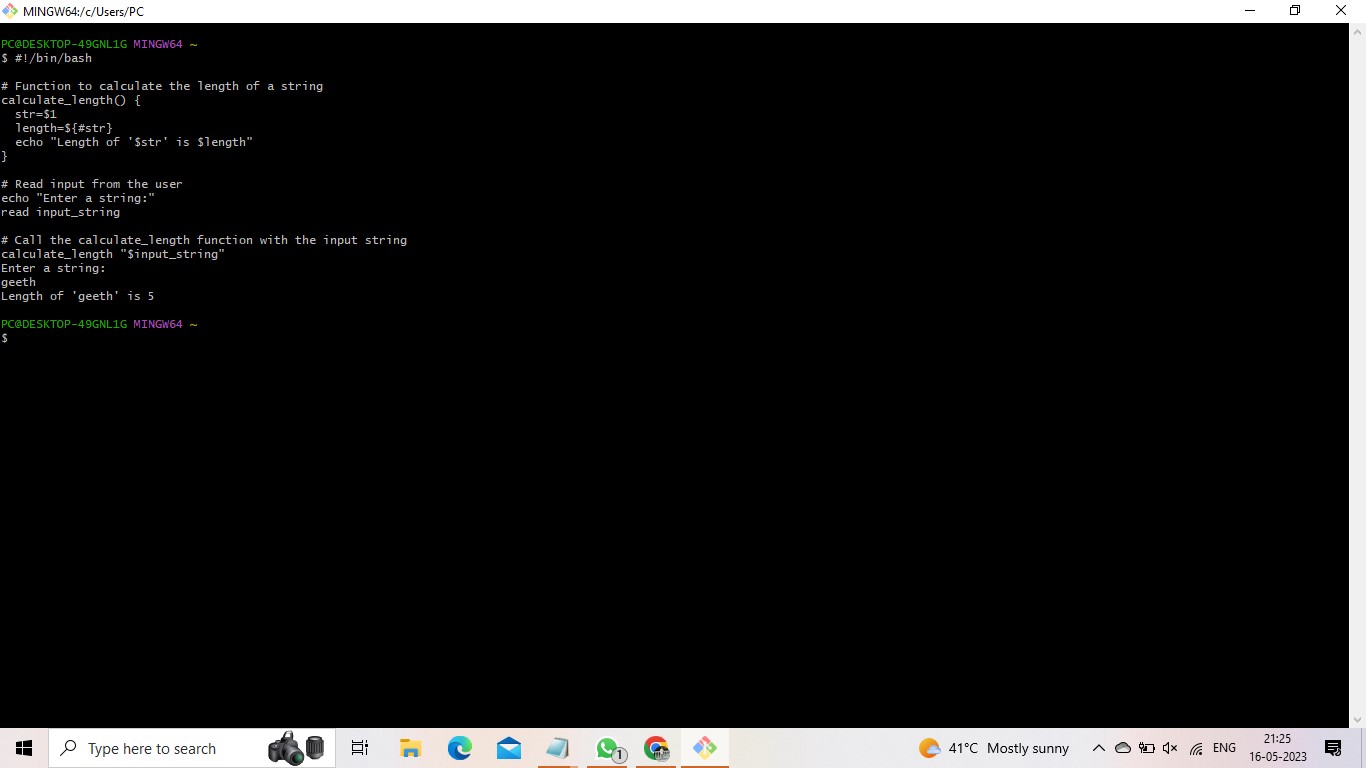 MINGW64:/c/Users/PC
PC@DESKTOP-49GNL1G MINGW64 ~
$ #!/bin/bash
# Function to calculate the length of a string
calculate_length() {
  str=$1
  length=${#str}
  echo "Length of '$str' is $length"
}
# Read input from the user
echo "Enter a string:"
read input_string
# Call the calculate_length function with the input string
calculate_length "$input_string"
Enter a string:
geeth
Length of 'geeth' is 5
PC@DESKTOP-49GNL1G MINGW64 ~
$
Type here to search
1
41°C Mostly sunny
ENG
21:25
16-05-2023